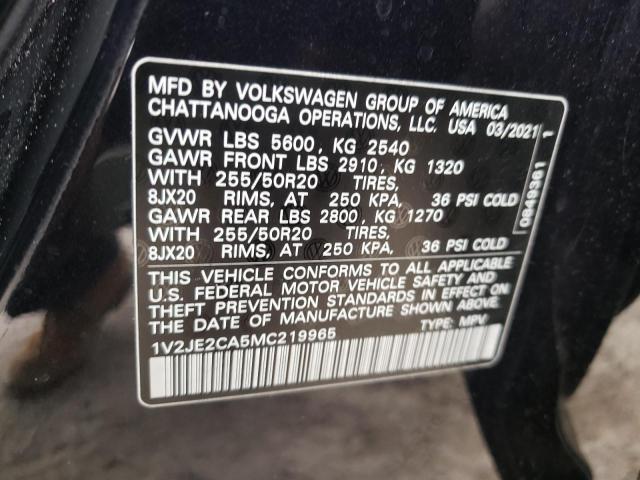 MFD BY VOLKSWAGEN GROUP OF AMERICA
CHATTANOOGA OPERATIONS, LLC. USA 03/2021
GVWR LBS 5600, KG 2540
GAWR FRONT LBS 2910, KG 1320
WITH 255/50R20 TIRES,
8JX20 RIMS, AT 250 KPA, 36 PSI COLD
GAWR REAR LBS 2800, KG 1270
WITH 255/50R20 TIRES,
8JX20 RIMS, AT 250 KPA, 36 PSI COLD
THIS VEHICLE CONFORMS TO ALL APPLICABLE
U.S. FEDERAL MOTOR VEHICLE SAFETY AND
THEFT PREVENTION STANDARDS IN EFFECT ON
THE DATE OF MANUFACTURE SHOWN ABOVE.
1V2JE2CA5MC219965 TYPE: MPV
0849361 1